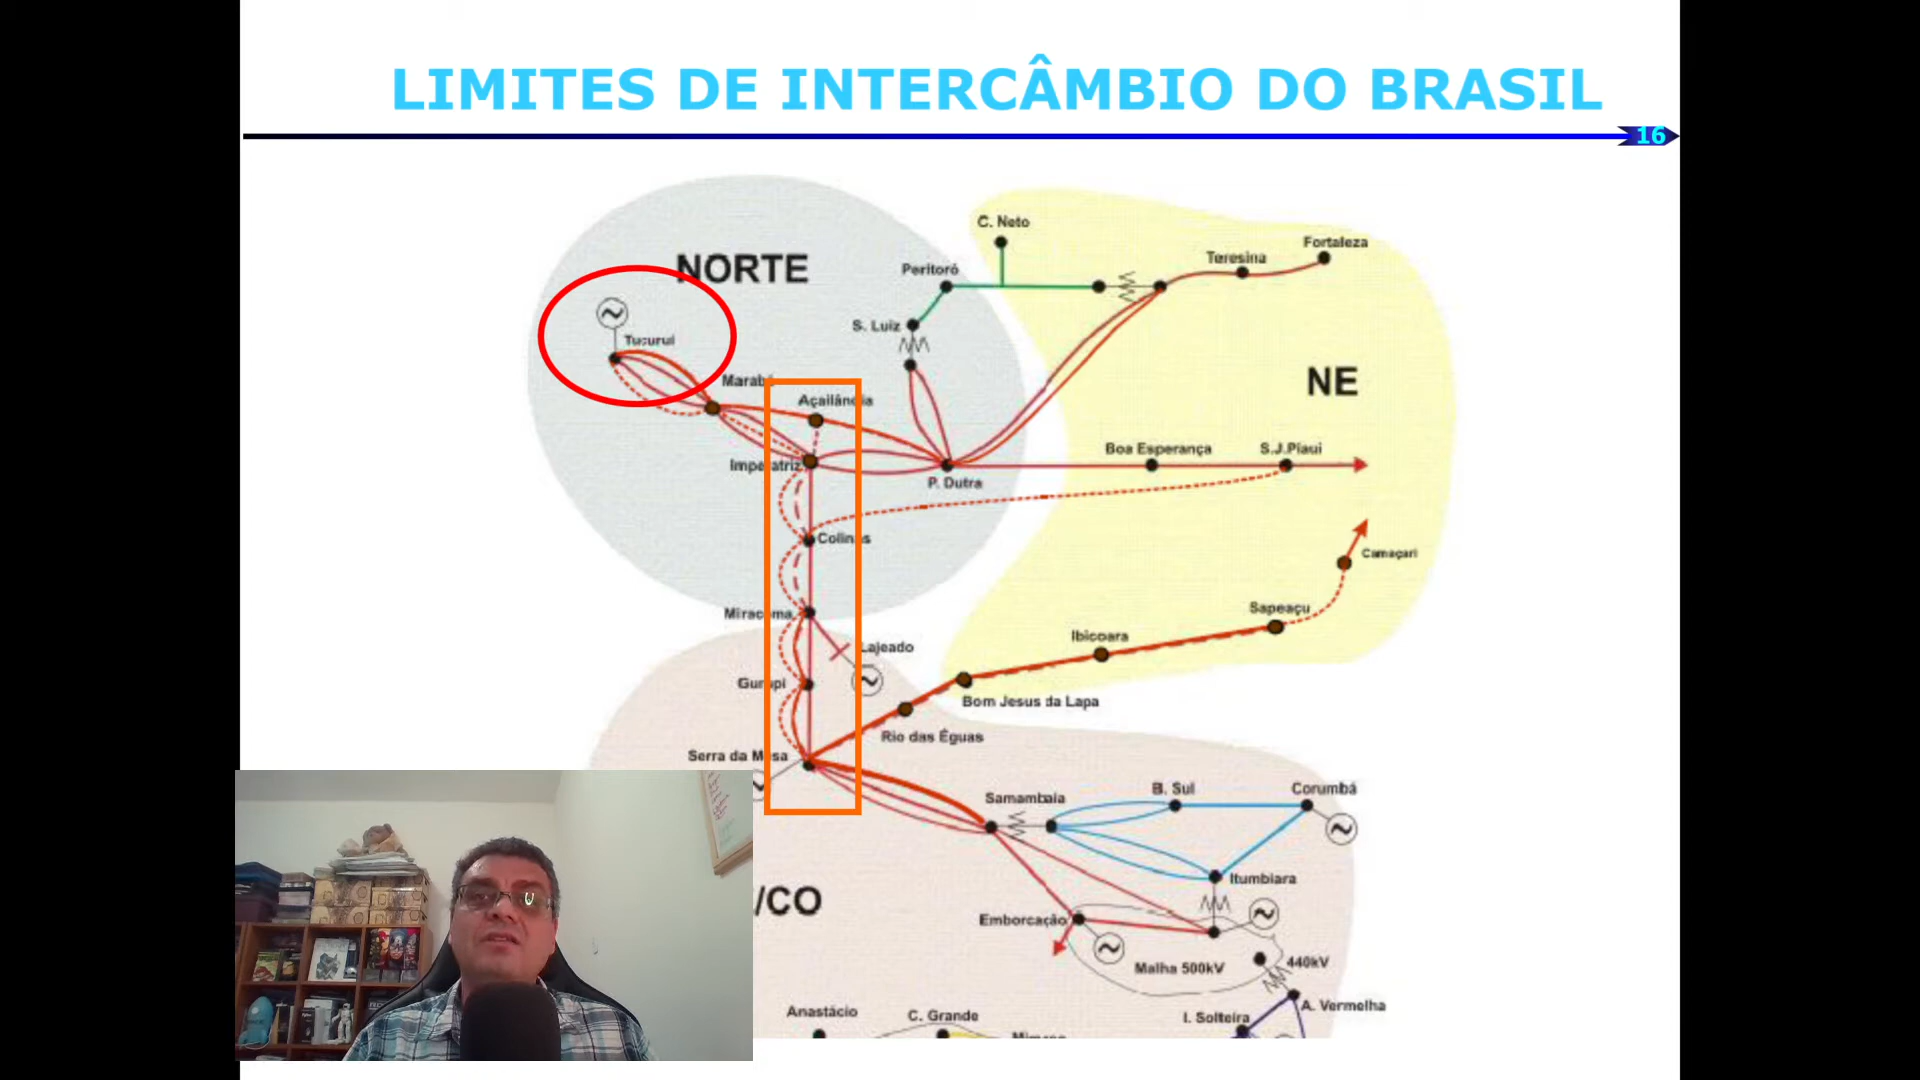 LIMITES DE INTERCÂMBIO DO BRASIL
16
C. Neto
Fortaleza
NORTE
Peritoró
Teresina
S. Luiz
Tucuruí
Marabá
NE
Açailândia
Boa Esperança
S.J.Piauí
Imperatriz
P. Dutra
Colinas
Camaçari
Miracema
Sapeaçu
Ibicoara
Lajeado
Gurupi
Bom Jesus da Lapa
Rio das Éguas
Serra da Mesa
B. Sul
Corumbá
Samambaia
Itumbiara
/CO
Emborcação
Malha 500kV
440kV
Anastácio
C. Grande
I. Solteira
A. Vermelha